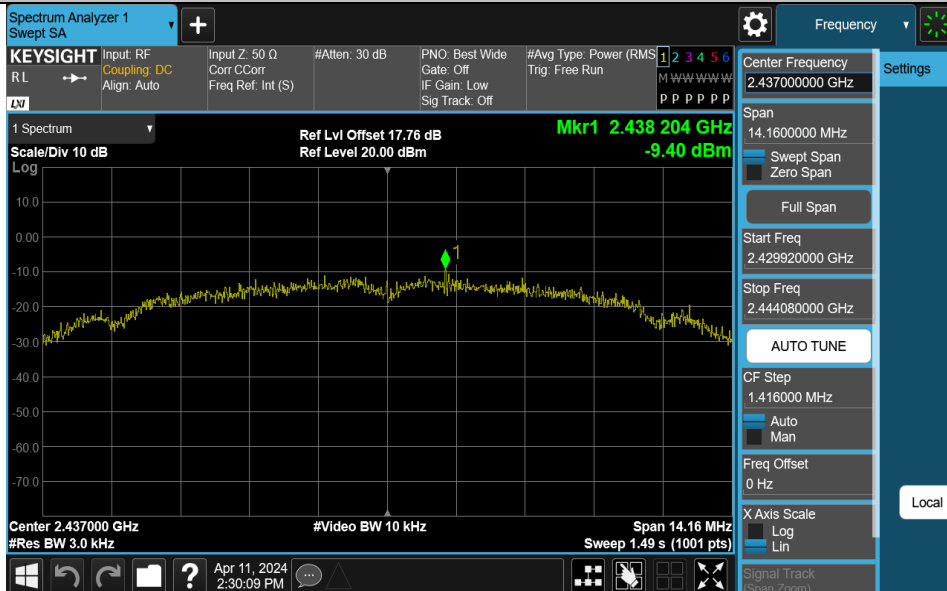 Spectrum Analyzer 1
Swept SA
+
Frequency
KEYSIGHT
R L
LXI
Input: RF
Coupling: DC
Align: Auto
Input Z: 50 Ω
Corr CCorr
Freq Ref: Int (S)
#Atten: 30 dB
PNO: Best Wide
Gate: Off
IF Gain: Low
Sig Track: Off
#Avg Type: Power (RMS
Trig: Free Run
1 2 3 4 5 6
M W W W W W
P P P P P P
1 Spectrum
Scale/Div 10 dB
Log
Ref Lvl Offset 17.76 dB
Ref Level 20.00 dBm
Mkr1 2.438 204 GHz
-9.40 dBm
10.0
0.00
-10.0
-20.0
-30.0
-40.0
-50.0
-60.0
-70.0
1
Center 2.437000 GHz
#Res BW 3.0 kHz
#Video BW 10 kHz
Span 14.16 MHz
Sweep 1.49 s (1001 pts)
Center Frequency
2.437000000 GHz
Span
14.1600000 MHz
Swept Span
Zero Span
Full Span
Start Freq
2.429920000 GHz
Stop Freq
2.444080000 GHz
AUTO TUNE
CF Step
1.416000 MHz
Auto
Man
Freq Offset
0 Hz
X Axis Scale
Log
Lin
Signal Track
(Span Zoom)
Settings
Local
?
Apr 11, 2024
2:30:09 PM
...